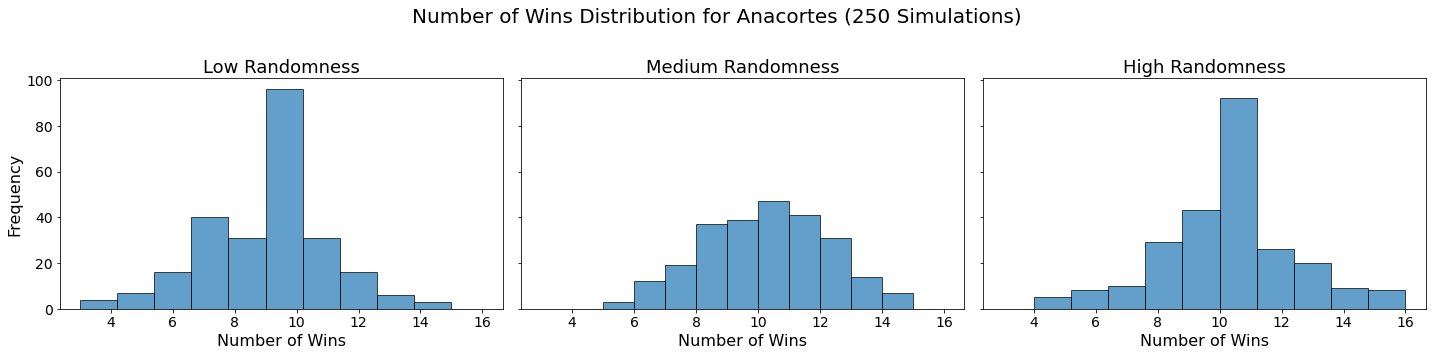 Number of Wins Distribution for Anacortes (250 Simulations)
Low Randomness
Medium Randomness
High Randomness
100
80
60
40
20
0
Frequency
4 6 8 10 12 14 16
4 6 8 10 12 14 16
4 6 8 10 12 14 16
Number of Wins
Number of Wins
Number of Wins